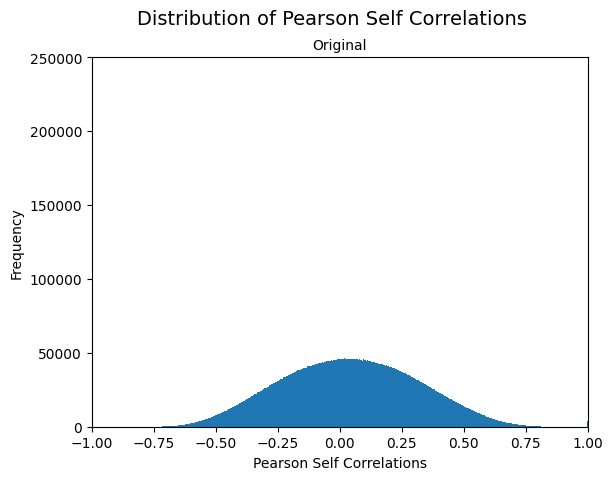 Distribution of Pearson Self Correlations
Original
250000
200000
150000
100000
50000
0
Frequency
−1.00 −0.75 −0.50 −0.25 0.00 0.25 0.50 0.75 1.00
Pearson Self Correlations